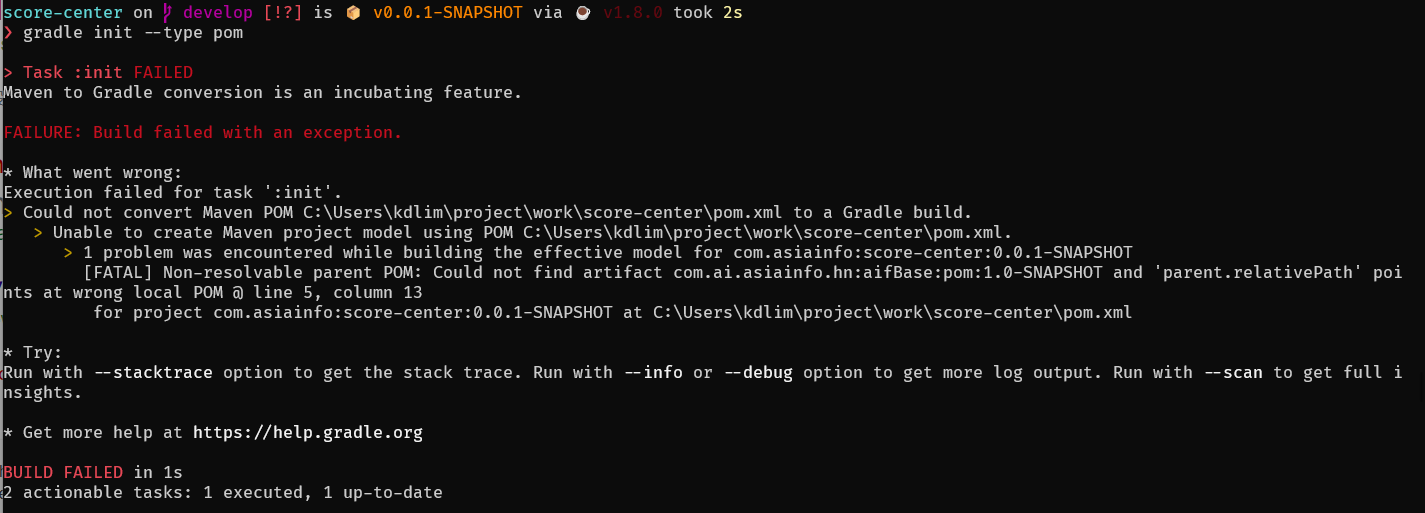 score-center on develop [!?] is v0.0.1-SNAPSHOT via v1.8.0 took 2s
❯ gradle init --type pom
> Task :init FAILED
Maven to Gradle conversion is an incubating feature.
FAILURE: Build failed with an exception.
* What went wrong:
Execution failed for task ':init'.
> Could not convert Maven POM C:\Users\kdlim\project\work\score-center\pom.xml to a Gradle build.
> Unable to create Maven project model using POM C:\Users\kdlim\project\work\score-center\pom.xml.
> 1 problem was encountered while building the effective model for com.asiainfo:score-center:0.0.1-SNAPSHOT
[FATAL] Non-resolvable parent POM: Could not find artifact com.ai.asiainfo.hn:aifBase:pom:1.0-SNAPSHOT and 'parent.relativePath' poi
nts at wrong local POM @ line 5, column 13
for project com.asiainfo:score-center:0.0.1-SNAPSHOT at C:\Users\kdlim\project\work\score-center\pom.xml
* Try:
Run with --stacktrace option to get the stack trace. Run with --info or --debug option to get more log output. Run with --scan to get full i
nsights.
* Get more help at https://help.gradle.org
BUILD FAILED in 1s
2 actionable tasks: 1 executed, 1 up-to-date